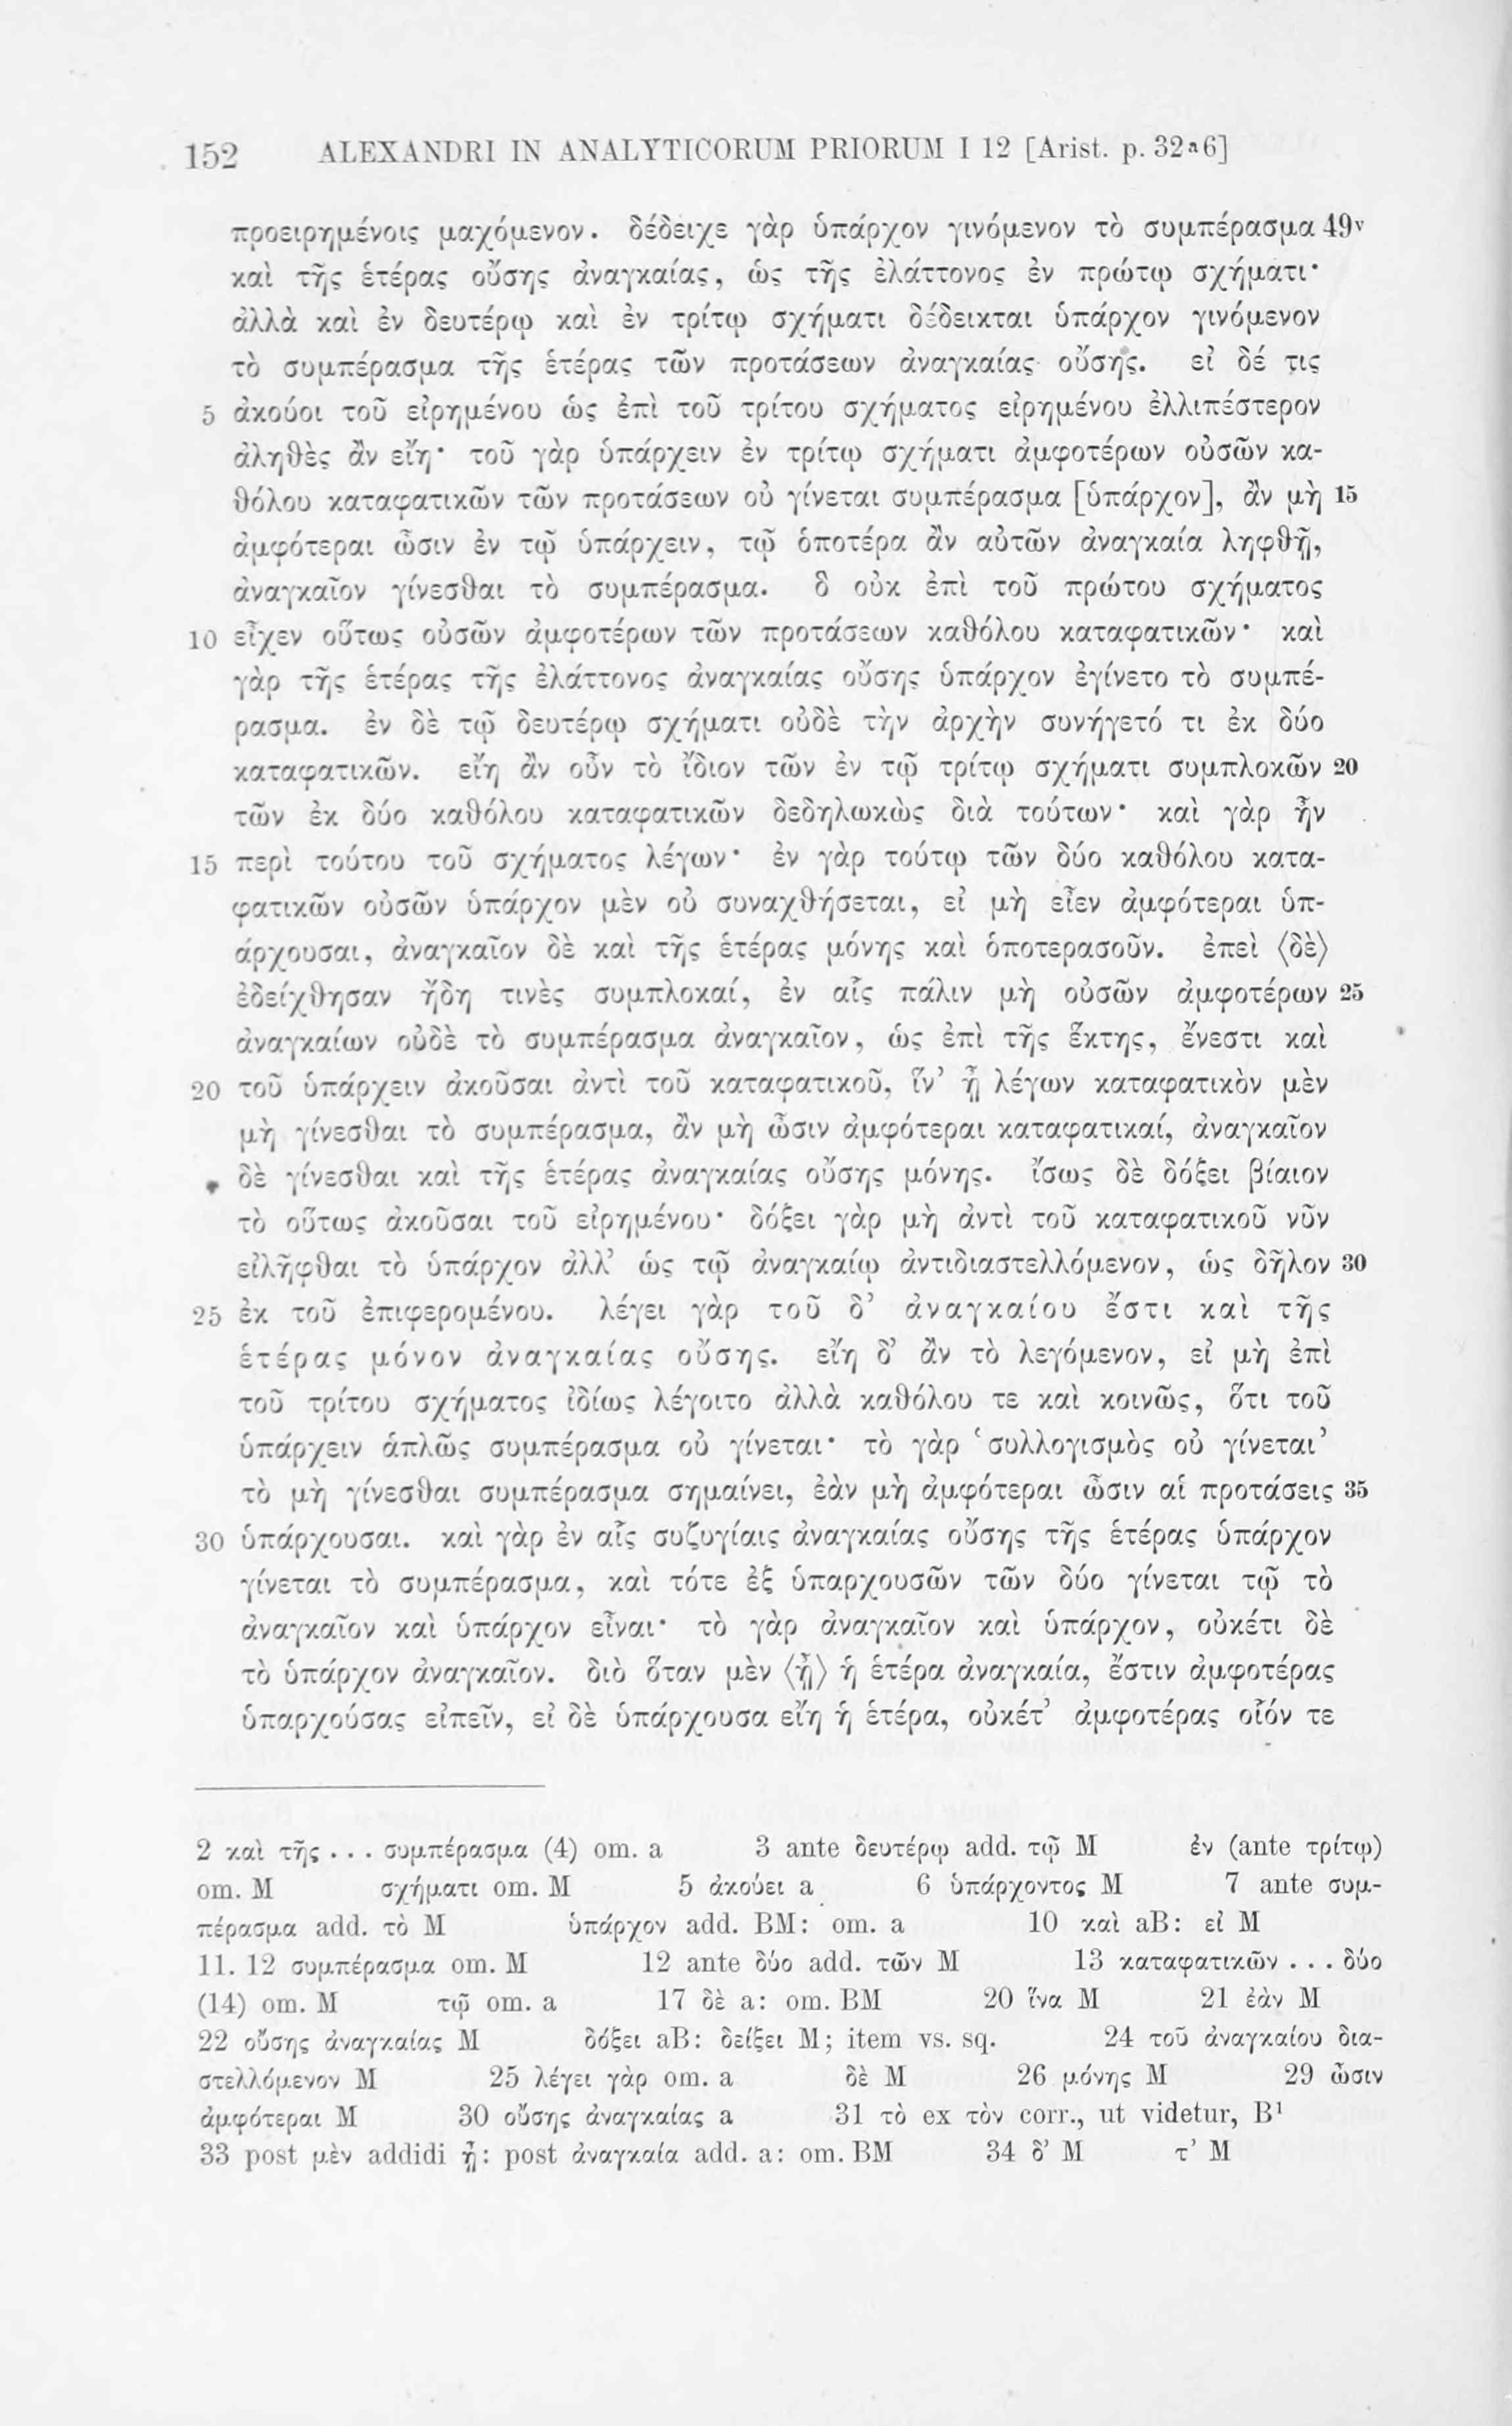 152 ALEXANDRI IN ANALYTICORUM PRIORUM I 12 [Arist. p. 32ᵃ6]
προειρημένοις μαχόμενον. δέδειχε γὰρ ὑπάρχον γινόμενον τὸ συμπέρασμα 49ᵛ
καὶ τῆς ἑτέρας οὔσης ἀναγκαίας, ὡς τῆς ἐλάττονος ἐν πρώτῳ σχήματι·
ἀλλὰ καὶ ἐν δευτέρῳ καὶ ἐν τρίτῳ σχήματι δέδεικται ὑπάρχον γινόμενον
τὸ συμπέρασμα τῆς ἑτέρας τῶν προτάσεων ἀναγκαίας οὔσης. εἰ δέ τις
5 ἀκούοι τοῦ εἰρημένου ὡς ἐπὶ τοῦ τρίτου σχήματος εἰρημένου ἐλλιπέστερον
ἀληθὲς ἂν εἴη· τοῦ γὰρ ὑπάρχειν ἐν τρίτῳ σχήματι ἀμφοτέρων οὐσῶν κα-
θόλου καταφατικῶν τῶν προτάσεων οὐ γίνεται συμπέρασμα [ὑπάρχον], ἂν μὴ 15
ἀμφότεραι ὦσιν ἐν τῷ ὑπάρχειν, τῷ ὁποτέρα ἂν αὐτῶν ἀναγκαία ληφθῇ,
ἀναγκαῖον γίνεσθαι τὸ συμπέρασμα. ὃ οὐκ ἐπὶ τοῦ πρώτου σχήματος
10 εἶχεν οὕτως οὐσῶν ἀμφοτέρων τῶν προτάσεων καθόλου καταφατικῶν· καὶ
γὰρ τῆς ἑτέρας τῆς ἐλάττονος ἀναγκαίας οὔσης ὑπάρχον ἐγίνετο τὸ συμπέ-
ρασμα. ἐν δὲ τῷ δευτέρῳ σχήματι οὐδὲ τὴν ἀρχὴν συνήγετό τι ἐκ δύο
καταφατικῶν. εἴη ἂν οὖν τὸ ἴδιον τῶν ἐν τῷ τρίτῳ σχήματι συμπλοκῶν 20
τῶν ἐκ δύο καθόλου καταφατικῶν δεδηλωκὼς διὰ τούτων· καὶ γὰρ ἦν
15 περὶ τούτου τοῦ σχήματος λέγων· ἐν γὰρ τούτῳ τῶν δύο καθόλου κατα-
φατικῶν οὐσῶν ὑπάρχον μὲν οὐ συναχθήσεται, εἰ μὴ εἶεν ἀμφότεραι ὑπ-
άρχουσαι, ἀναγκαῖον δὲ καὶ τῆς ἑτέρας μόνης καὶ ὁποτερασοῦν. ἐπεὶ ⟨δὲ⟩
ἐδείχθησαν ἤδη τινὲς συμπλοκαί, ἐν αἷς πάλιν μὴ οὐσῶν ἀμφοτέρων 25
ἀναγκαίων οὐδὲ τὸ συμπέρασμα ἀναγκαῖον, ὡς ἐπὶ τῆς ἕκτης, ἔνεστι καὶ
20 τοῦ ὑπάρχειν ἀκοῦσαι ἀντὶ τοῦ καταφατικοῦ, ἵν’ ᾖ λέγων καταφατικὸν μὲν
μὴ γίνεσθαι τὸ συμπέρασμα, ἂν μὴ ὦσιν ἀμφότεραι καταφατικαί, ἀναγκαῖον
δὲ γίνεσθαι καὶ τῆς ἑτέρας ἀναγκαίας οὔσης μόνης. ἴσως δὲ δόξει βίαιον
τὸ οὕτως ἀκοῦσαι τοῦ εἰρημένου· δόξει γὰρ μὴ ἀντὶ τοῦ καταφατικοῦ νῦν
εἰλῆφθαι τὸ ὑπάρχον ἀλλ’ ὡς τῷ ἀναγκαίῳ ἀντιδιαστελλόμενον, ὡς δῆλον 30
25 ἐκ τοῦ ἐπιφερομένου. λέγει γὰρ τοῦ δ’ ἀναγκαίου ἔστι καὶ τῆς
ἑτέρας μόνον ἀναγκαίας οὔσης. εἴη δ’ ἂν τὸ λεγόμενον, εἰ μὴ ἐπὶ
τοῦ τρίτου σχήματος ἰδίως λέγοιτο ἀλλὰ καθόλου τε καὶ κοινῶς, ὅτι τοῦ
ὑπάρχειν ἁπλῶς συμπέρασμα οὐ γίνεται· τὸ γὰρ ‘συλλογισμὸς οὐ γίνεται’
τὸ μὴ γίνεσθαι συμπέρασμα σημαίνει, ἐὰν μὴ ἀμφότεραι ὦσιν αἱ προτάσεις 35
30 ὑπάρχουσαι. καὶ γὰρ ἐν αἷς συζυγίαις ἀναγκαίας οὔσης τῆς ἑτέρας ὑπάρχον
γίνεται τὸ συμπέρασμα, καὶ τότε ἐξ ὑπαρχουσῶν τῶν δύο γίνεται τῷ τὸ
ἀναγκαῖον καὶ ὑπάρχον εἶναι· τὸ γὰρ ἀναγκαῖον καὶ ὑπάρχον, οὐκέτι δὲ
τὸ ὑπάρχον ἀναγκαῖον. διὸ ὅταν μὲν ⟨ᾖ⟩ ἡ ἑτέρα ἀναγκαία, ἔστιν ἀμφοτέρας
ὑπαρχούσας εἰπεῖν, εἰ δὲ ὑπάρχουσα εἴη ἡ ἑτέρα, οὐκέτ’ ἀμφοτέρας οἷόν τε
2 καὶ τῆς . . . συμπέρασμα (4) om. a 3 ante δευτέρῳ add. τῷ M ἐν (ante τρίτῳ)
om. M σχήματι om. M 5 ἀκούει a 6 ὑπάρχοντος M 7 ante συμ-
πέρασμα add. τὸ M ὑπάρχον add. BM: om. a 10 καὶ aB: εἰ M
11. 12 συμπέρασμα om. M 12 ante δύο add. τῶν M 13 καταφατικῶν . . . δύο
(14) om. M τῷ om. a 17 δὲ a: om. BM 20 ἵνα M 21 ἐὰν M
22 οὔσης ἀναγκαίας M δόξει aB: δείξει M; item vs. sq. 24 τοῦ ἀναγκαίου δια-
στελλόμενον M 25 λέγει γὰρ om. a δὲ M 26 μόνης M 29 ὦσιν
ἀμφότεραι M 30 οὔσης ἀναγκαίας a 31 τὸ ex τὸν corr., ut videtur, B¹
33 post μὲν addidi ᾖ: post ἀναγκαία add. a: om. BM 34 δ’ M τ’ M